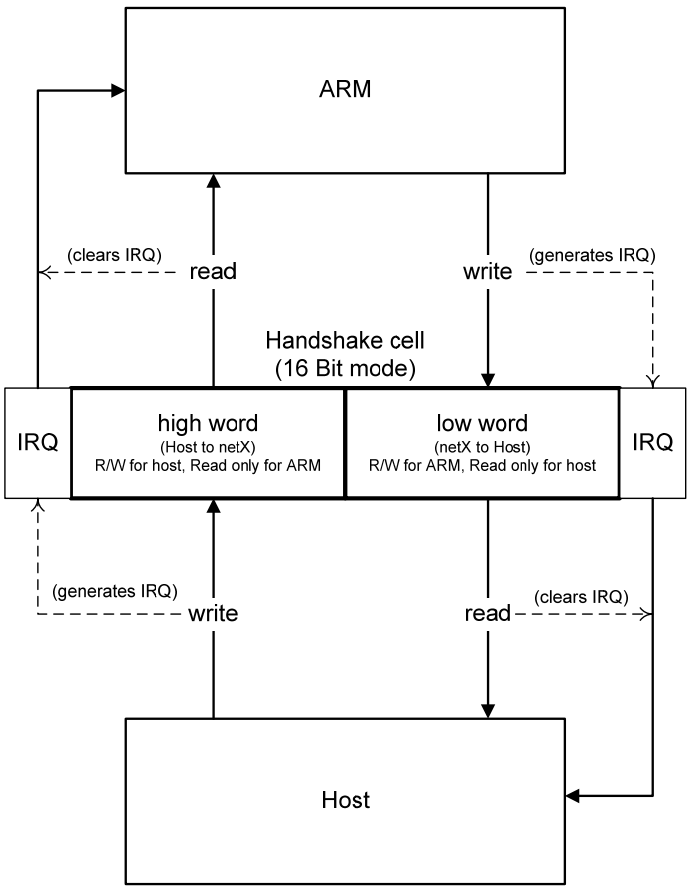 ARM
(clears IRQ)
read
write
(generates IRQ)
Handshake cell
(16 Bit mode)
IRQ
high word
(Host to netX)
R/W for host, Read only for ARM
low word
(netX to Host)
R/W for ARM, Read only for host
IRQ
(generates IRQ)
write
read
(clears IRQ)
Host